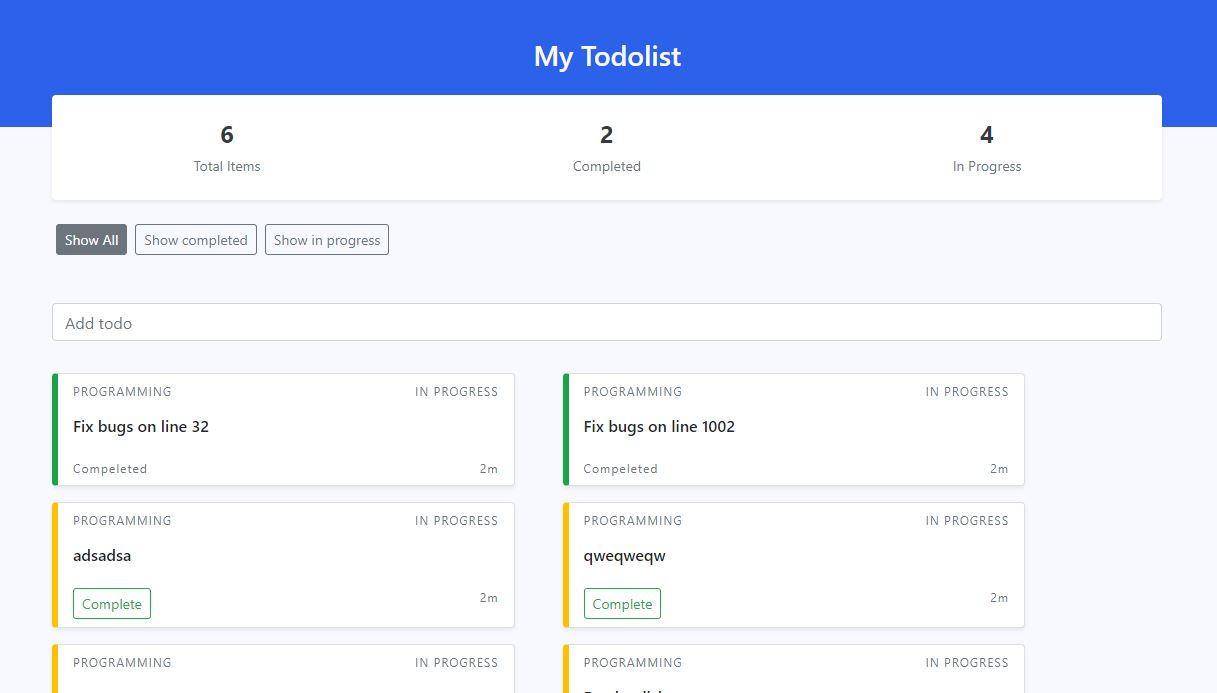 My Todolist
6 2 4
Total Items Completed In Progress
Show All Show completed Show in progress
Add todo
PROGRAMMING IN PROGRESS
Fix bugs on line 32
Compeleted 2m
PROGRAMMING IN PROGRESS
Fix bugs on line 1002
Compeleted 2m
PROGRAMMING IN PROGRESS
adsadsa
Complete 2m
PROGRAMMING IN PROGRESS
qweqweqw
Complete 2m
PROGRAMMING IN PROGRESS
PROGRAMMING IN PROGRESS